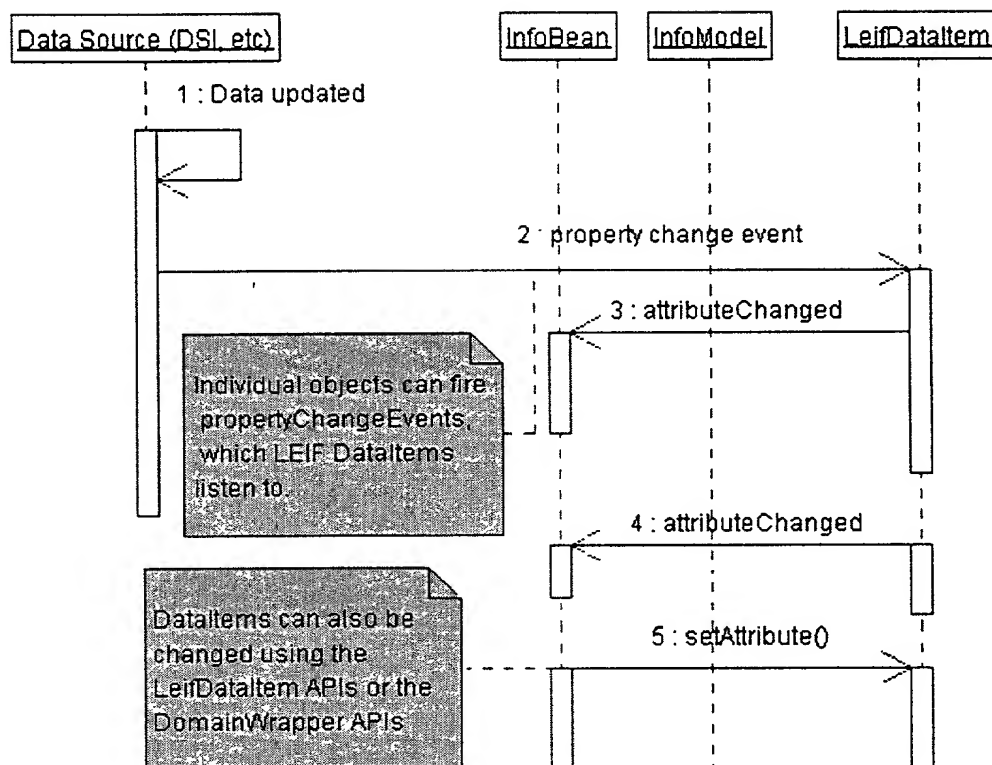 Data Source (DSI, etc)
InfoBean
InfoModel
LeifDataItem
1 : Data updated
2 : property change event
3 : attributeChanged
Individual objects can fire
propertyChangeEvents,
which LEIF DataItems
listen to.
4 : attributeChanged
DataItems can also be
changed using the
LeifDataItem APIs or the
DomainWrapper APIs
5 : setAttribute()